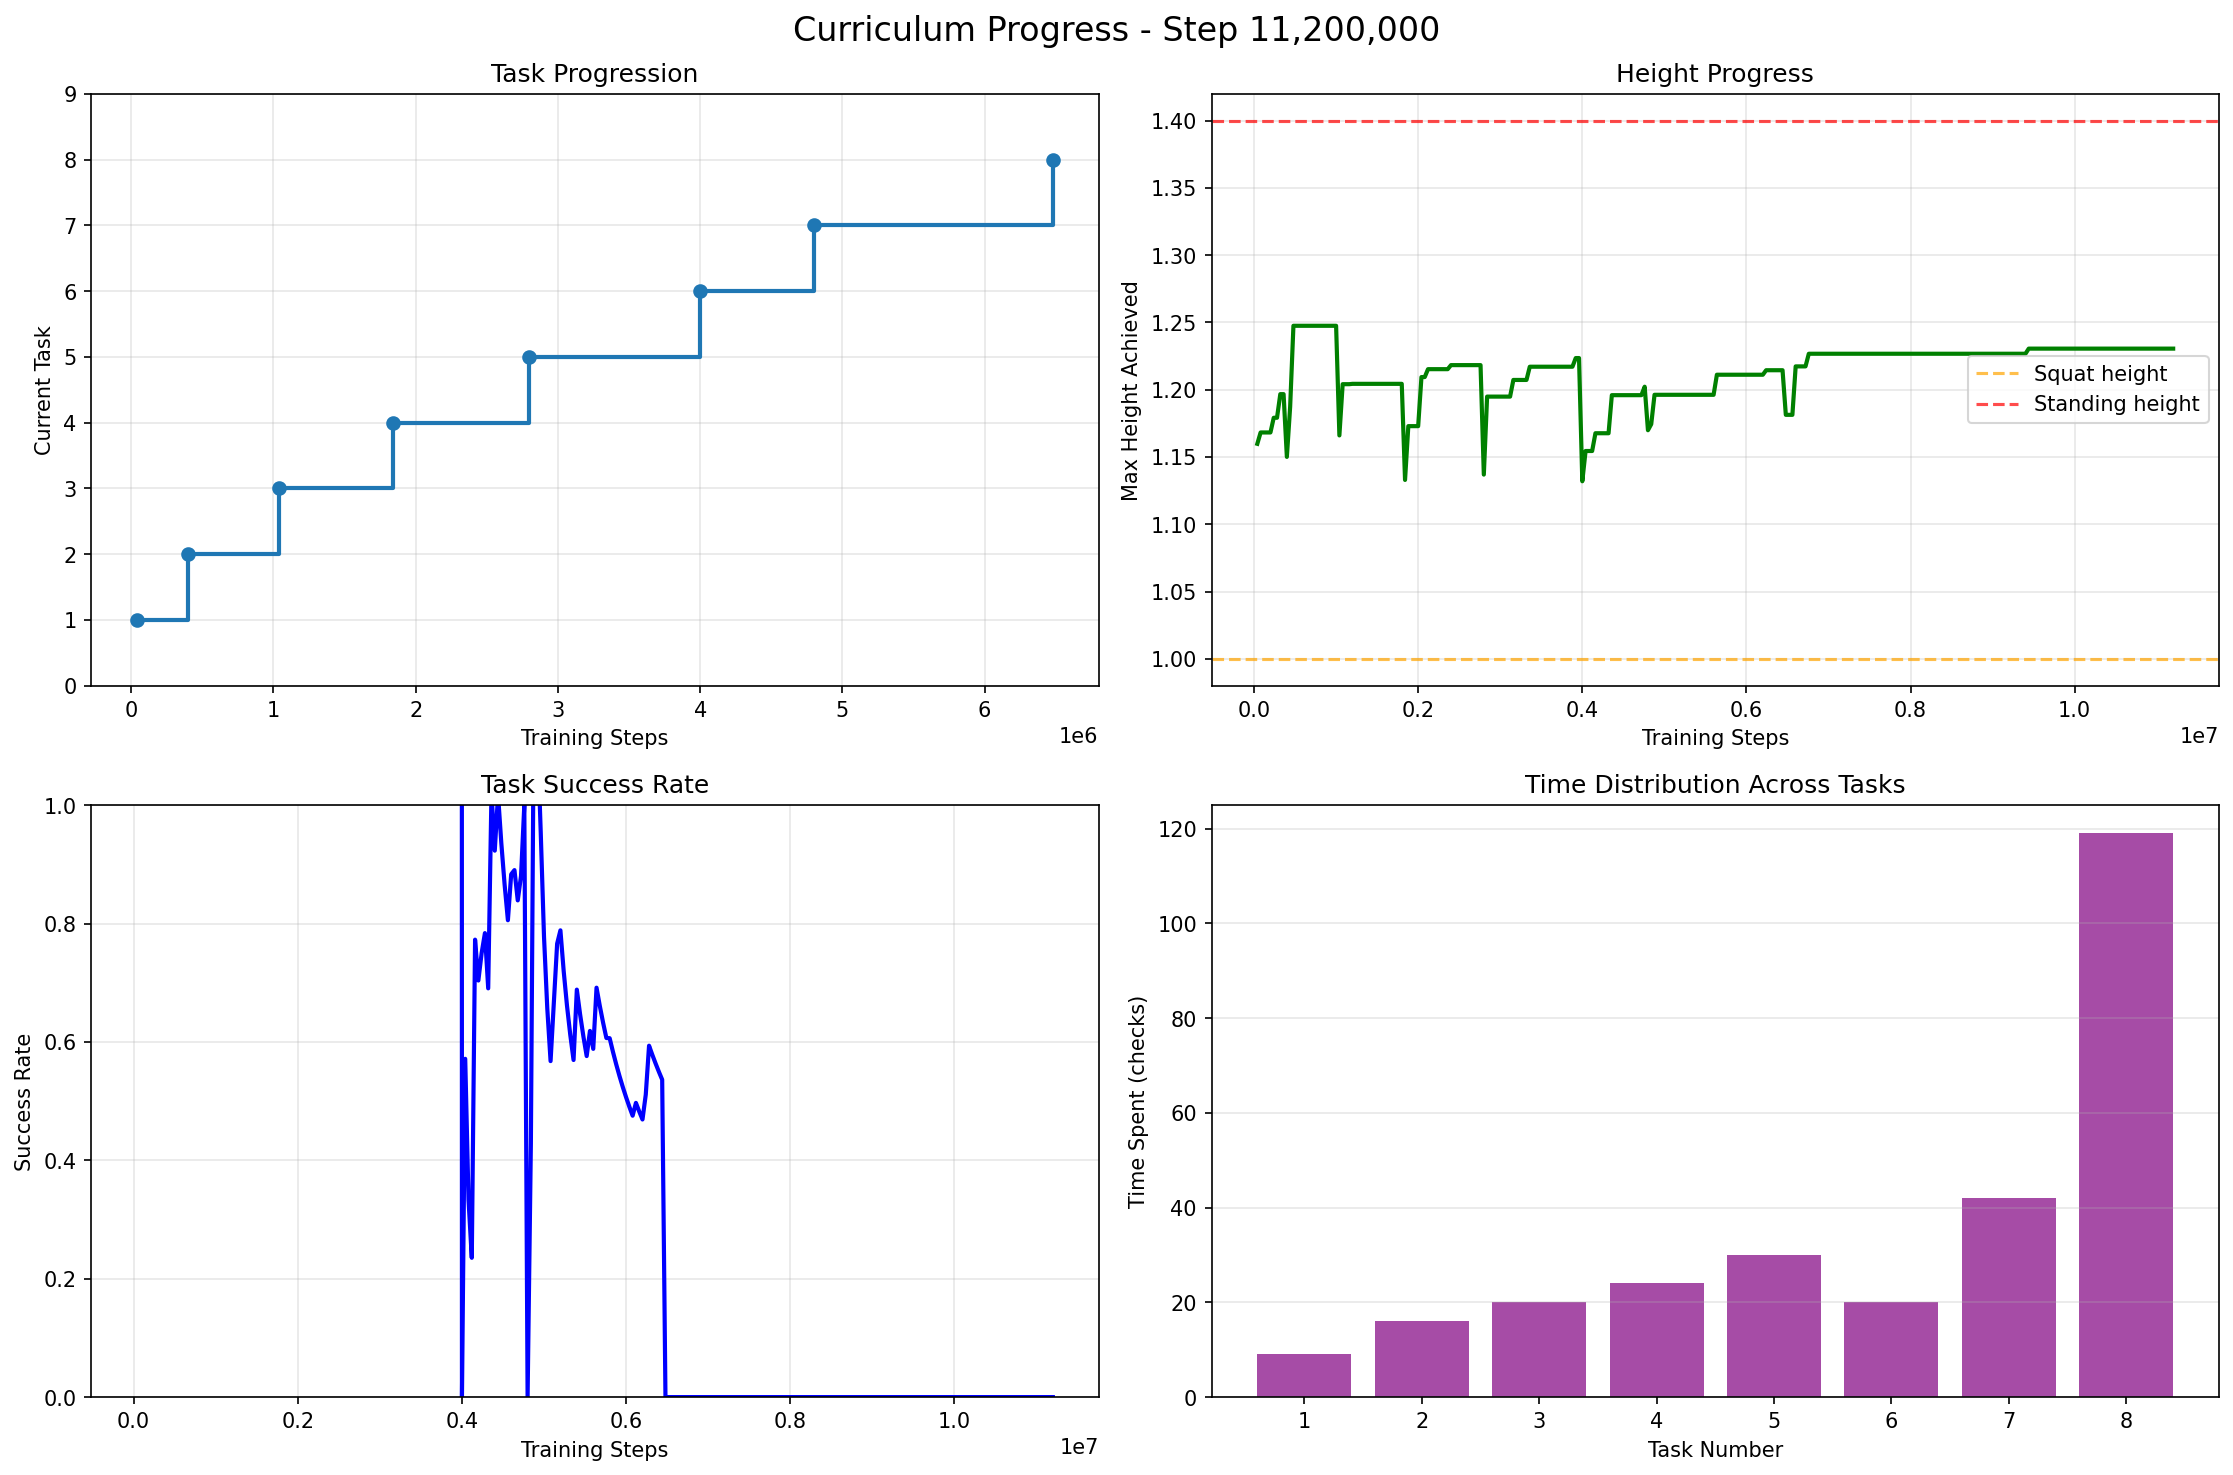 Curriculum Progress - Step 11,200,000
Task Progression
9
8
7
6
5
4
3
2
1
0
Current Task
0 1 2 3 4 5 6
1e6
Training Steps
Height Progress
1.40
1.35
1.30
1.25
1.20
1.15
1.10
1.05
1.00
Max Height Achieved
Squat height
Standing height
0.0 0.2 0.4 0.6 0.8 1.0
1e7
Training Steps
Task Success Rate
1.0
0.8
0.6
0.4
0.2
0.0
Success Rate
0.0 0.2 0.4 0.6 0.8 1.0
1e7
Training Steps
Time Distribution Across Tasks
120
100
80
60
40
20
0
Time Spent (checks)
1 2 3 4 5 6 7 8
Task Number